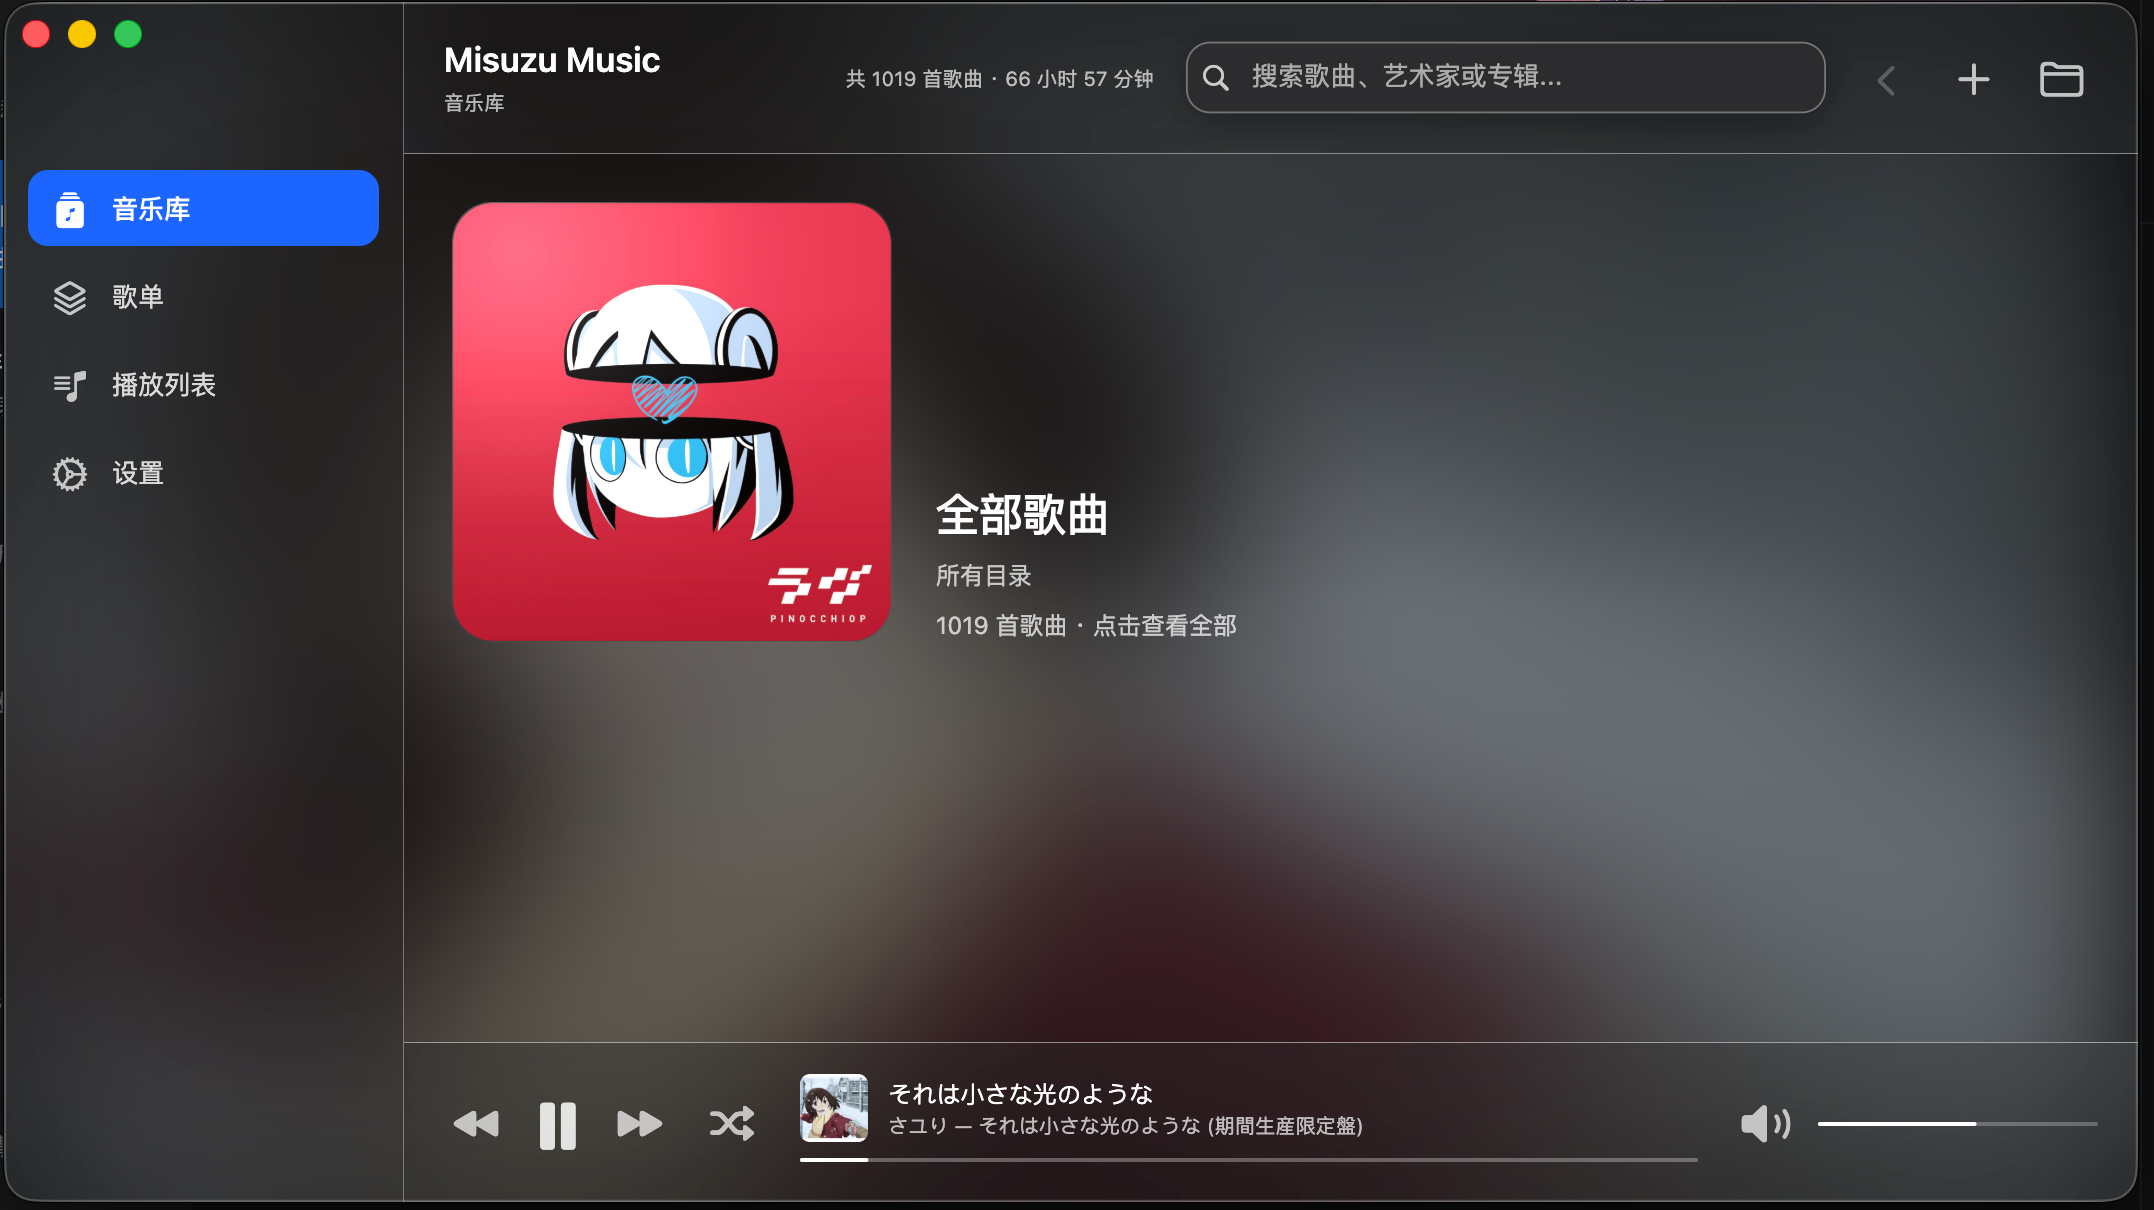 Misuzu Music
音乐库
共 1019 首歌曲 · 66 小时 57 分钟
搜索歌曲、艺术家或专辑...
音乐库
歌单
播放列表
设置
ラヴ
PINOCCHIOP
全部歌曲
所有目录
1019 首歌曲 · 点击查看全部
それは小さな光のような
さユり — それは小さな光のような (期間生産限定盤)